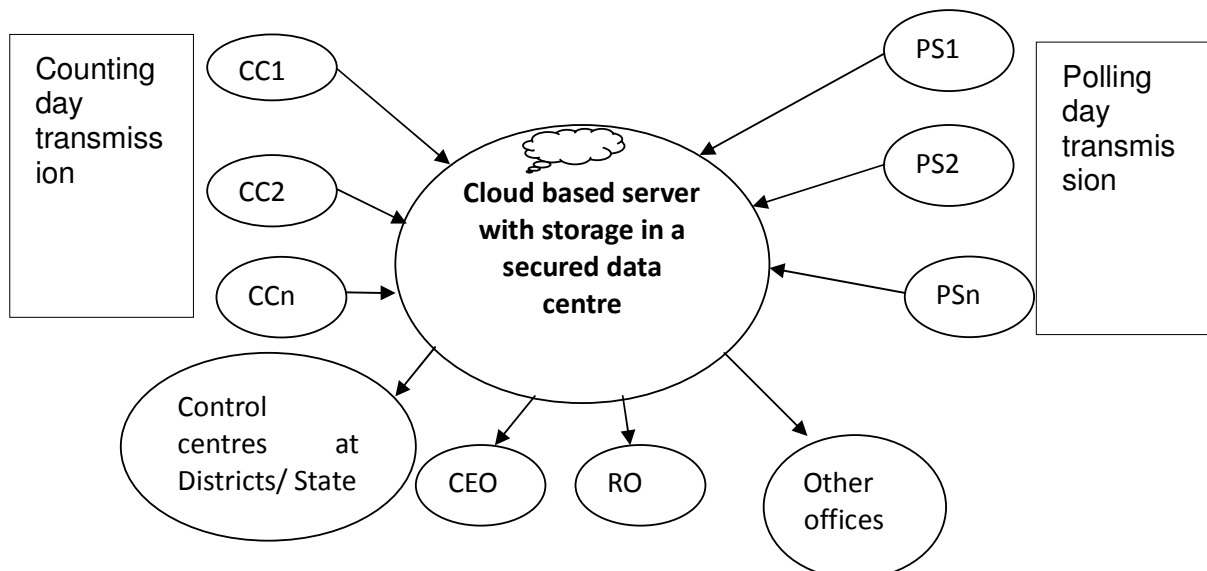 Counting
day
transmiss
ion
CC1
CC2
CCn
Cloud based server
with storage in a
secured data
centre
PS1
PS2
PSn
Polling
day
transmis
sion
Control
centres at
Districts/ State
CEO
RO
Other
offices